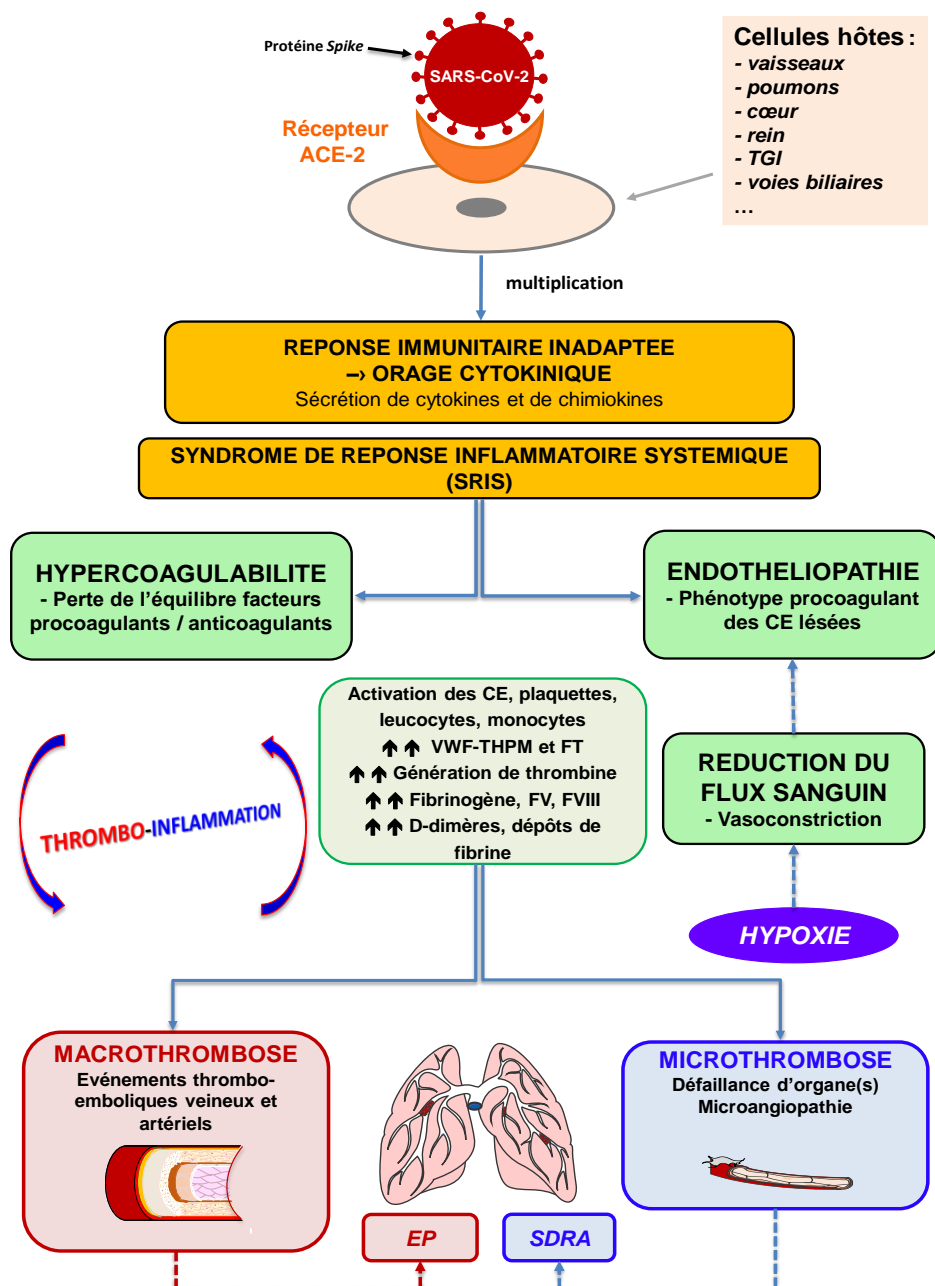 Protéine Spike
SARS-CoV-2
Récepteur
ACE-2
Cellules hôtes :
- vaisseaux
- poumons
- cœur
- rein
- TGI
- voies biliaires
...
multiplication
REPONSE IMMUNITAIRE INADAPTEE
–› ORAGE CYTOKINIQUE
Sécrétion de cytokines et de chimiokines
SYNDROME DE REPONSE INFLAMMATOIRE SYSTEMIQUE
(SRIS)
HYPERCOAGULABILITE
- Perte de l'équilibre facteurs
procoagulants / anticoagulants
ENDOTHELIOPATHIE
- Phénotype procoagulant
des CE lésées
Activation des CE, plaquettes,
leucocytes, monocytes
🡹 🡹 VWF-THPM et FT
🡹 🡹 Génération de thrombine
🡹 🡹 Fibrinogène, FV, FVIII
🡹 🡹 D-dimères, dépôts de
fibrine
THROMBO-INFLAMMATION
REDUCTION DU
FLUX SANGUIN
- Vasoconstriction
HYPOXIE
MACROTHROMBOSE
Evénements thrombo-
emboliques veineux et
artériels
MICROTHROMBOSE
Défaillance d'organe(s)
Microangiopathie
EP
SDRA